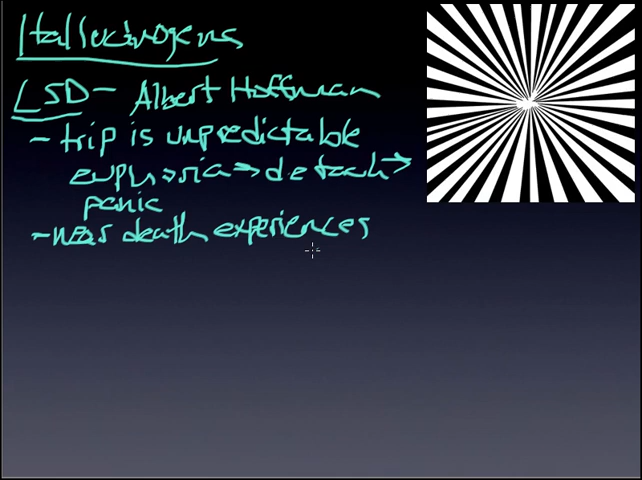 Hallucinogens
LSD - Albert Hoffman
- trip is unpredictable
euphoria → detach →
panic
- near death experiences